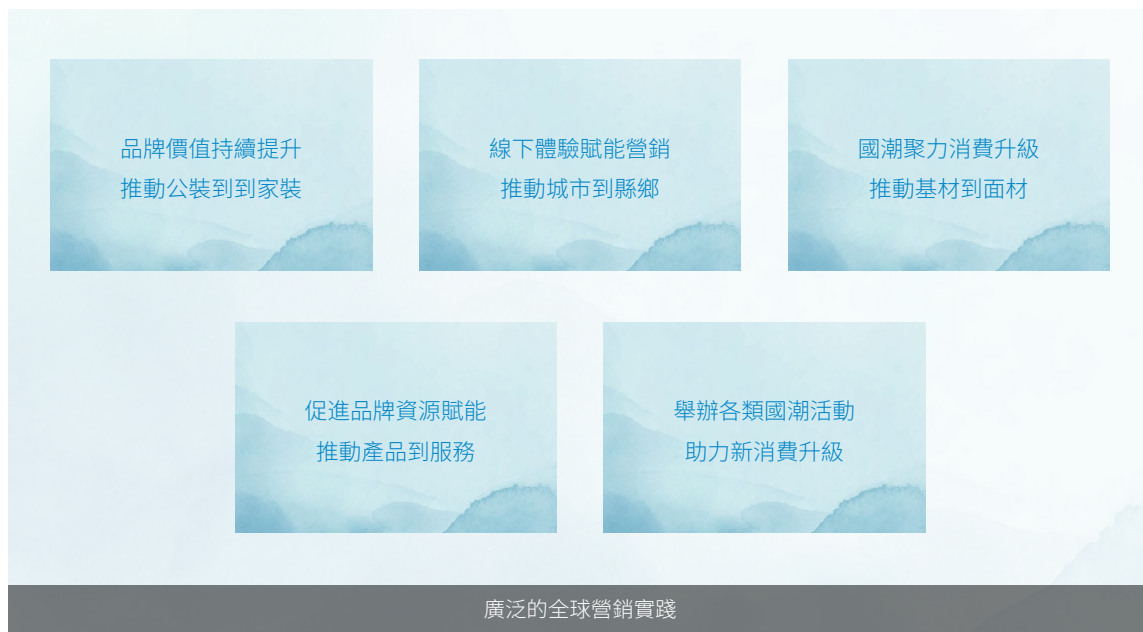 品牌價值持續提升
推動公裝到到家裝
線下體驗賦能營銷
推動城市到縣鄉
國潮聚力消費升級
推動基材到面材
促進品牌資源賦能
推動產品到服務
舉辦各類國潮活動
助力新消費升級
廣泛的全球營銷實踐